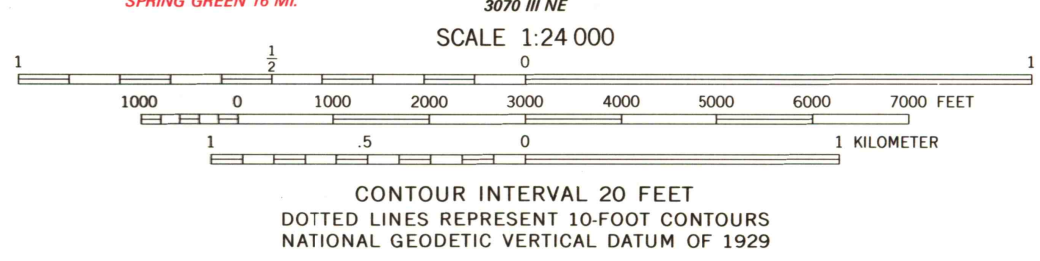 SPRING GREEN 16 MI.
3070 III NE
SCALE 1:24 000
1 1/2 0 1
1000 0 1000 2000 3000 4000 5000 6000 7000 FEET
1 .5 0 1 KILOMETER
CONTOUR INTERVAL 20 FEET
DOTTED LINES REPRESENT 10-FOOT CONTOURS
NATIONAL GEODETIC VERTICAL DATUM OF 1929